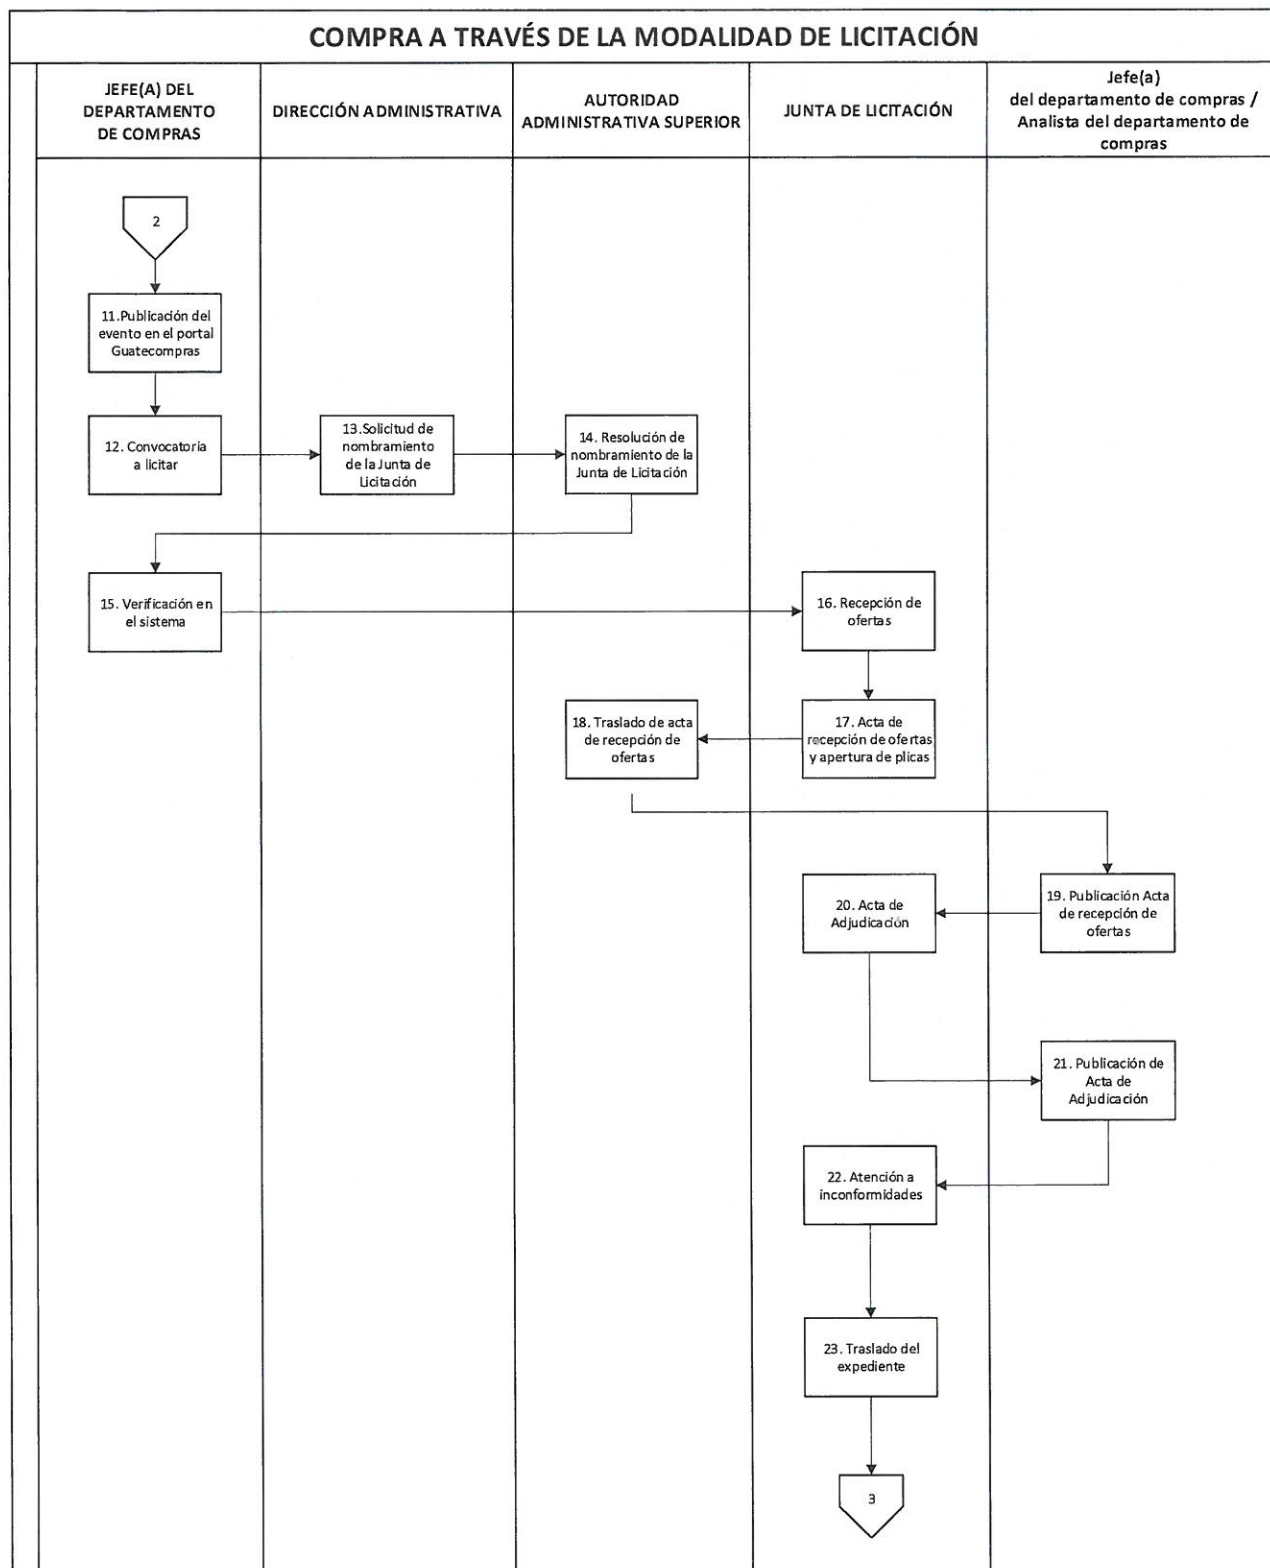 COMPRA A TRAVÉS DE LA MODALIDAD DE LICITACIÓN
JEFE(A) DEL
DEPARTAMENTO
DE COMPRAS
DIRECCIÓN ADMINISTRATIVA
AUTORIDAD
ADMINISTRATIVA SUPERIOR
JUNTA DE LICITACIÓN
Jefe(a)
del departamento de compras /
Analista del departamento de
compras
2
11.Publicación del
evento en el portal
Guatecompras
12. Convocatoria
a licitar
13.Solicitud de
nombramiento
de la Junta de
Licitación
14. Resolución de
nombramiento de la
Junta de Licitación
15. Verificación en
el sistema
16. Recepción de
ofertas
17. Acta de
recepción de ofertas
y apertura de plicas
18. Traslado de acta
de recepción de
ofertas
19. Publicación Acta
de recepción de
ofertas
20. Acta de
Adjudicación
21. Publicación de
Acta de
Adjudicación
22. Atención a
inconformidades
23. Traslado del
expediente
3